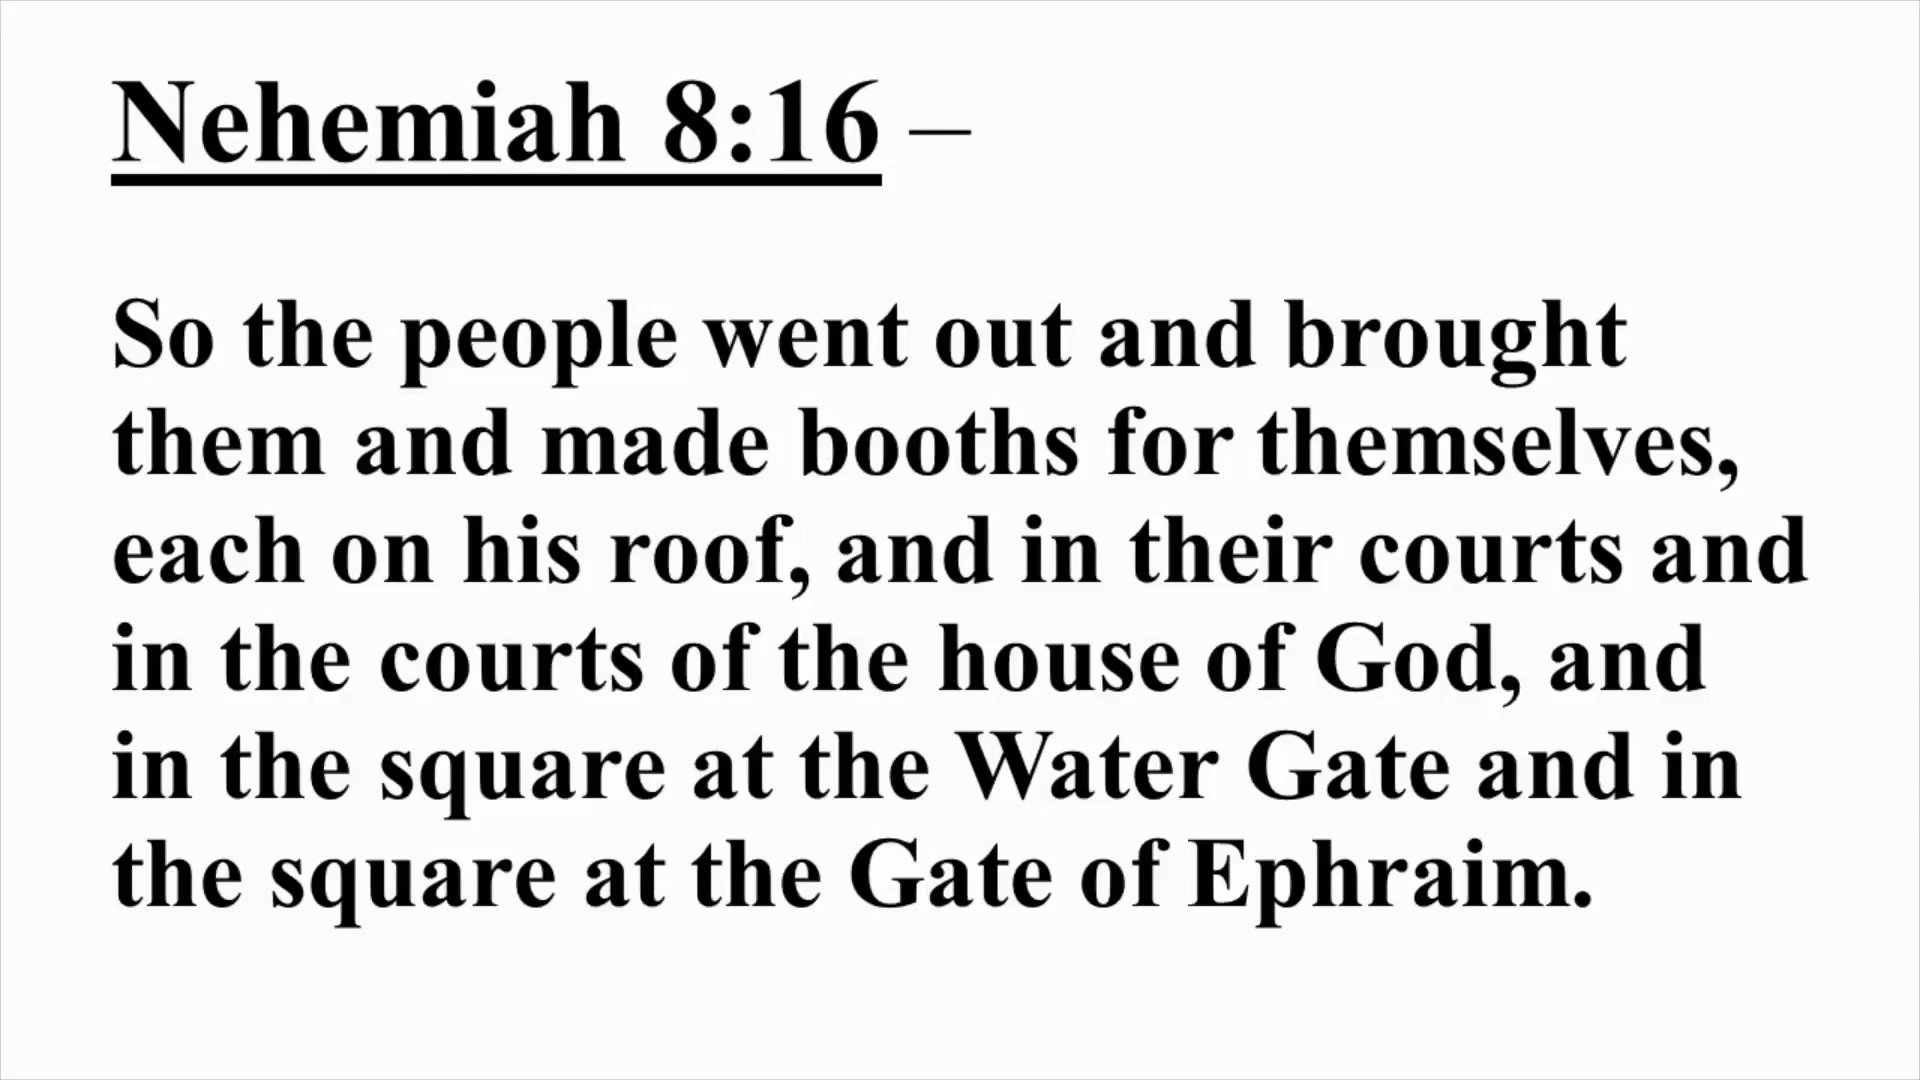 Nehemiah 8:16 –
So the people went out and brought
them and made booths for themselves,
each on his roof, and in their courts and
in the courts of the house of God, and
in the square at the Water Gate and in
the square at the Gate of Ephraim.